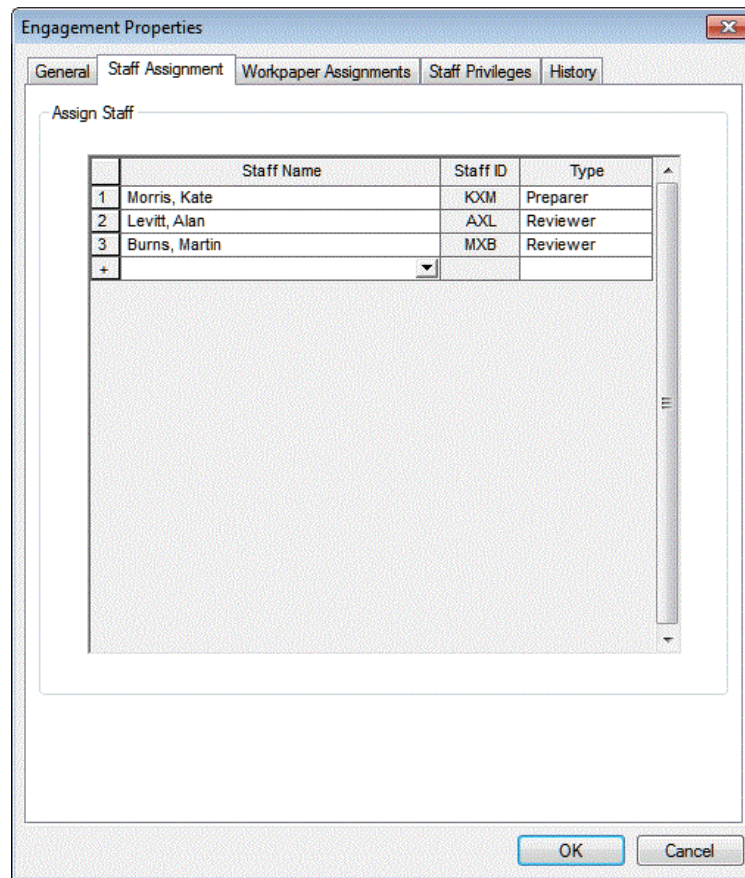 Engagement Properties
General Staff Assignment Workpaper Assignments Staff Privileges History
Assign Staff
Staff Name Staff ID Type
1 Morris, Kate KXM Preparer
2 Levitt, Alan AXL Reviewer
3 Burns, Martin MXB Reviewer
+
OK Cancel